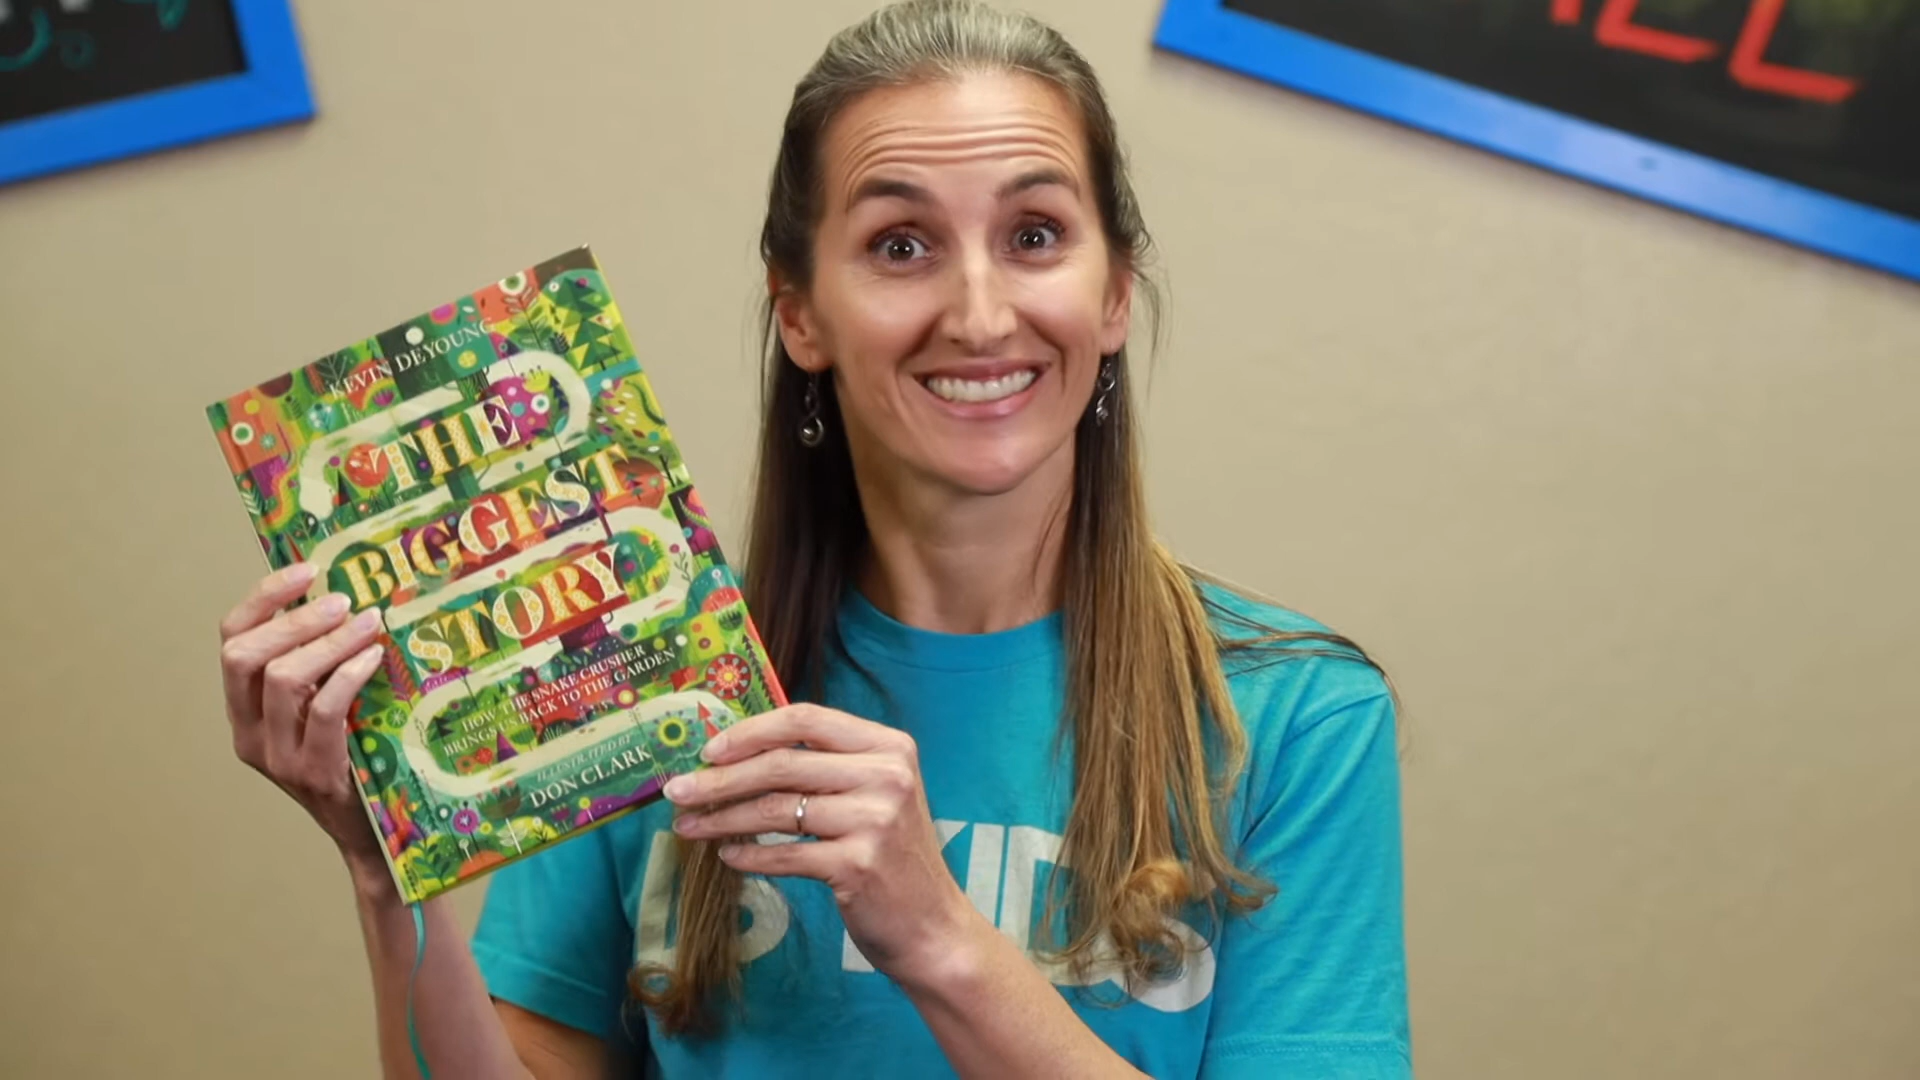 KEVIN DEYOUNG
THE
BIGGEST
STORY
HOW THE SNAKE CRUSHER
BRINGS US BACK TO THE GARDEN
ILLUSTRATED BY
DON CLARK
KIDS